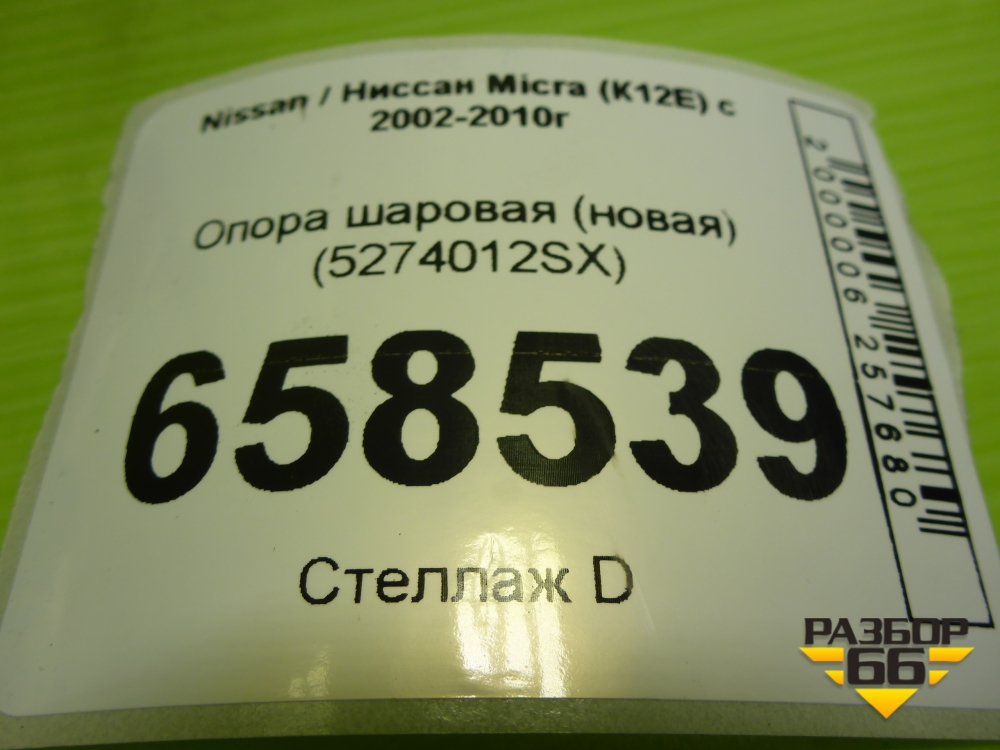 Nissan / Ниссан Micra (K12E) с
2002-2010г
Опора шаровая (новая)
(5274012SX)
658539
Стеллаж D
2000006257680
РАЗБОР
66